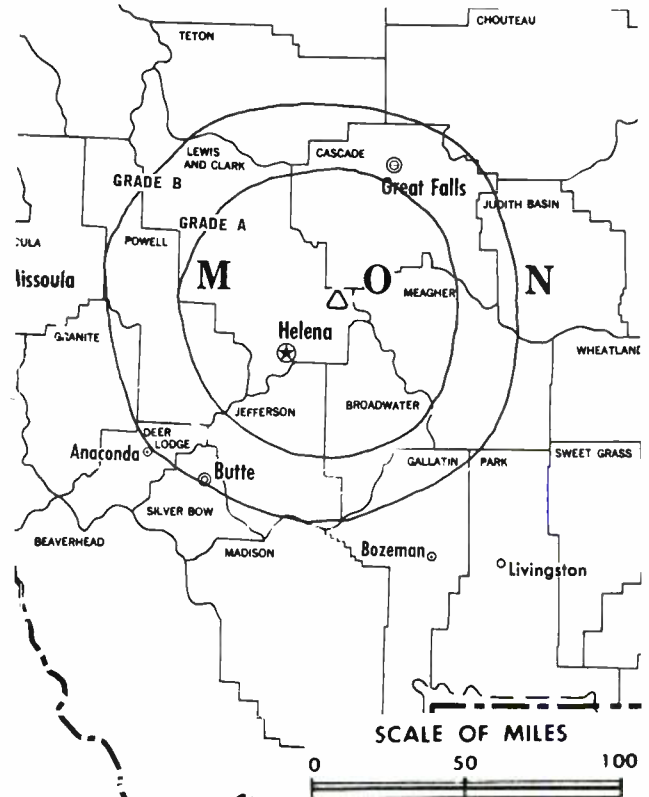 CHOUTEAU
TETON
LEWIS
AND CLARK
CASCADE
GRADE B
Great Falls
JUDITH BASIN
GRADE A
CULA
POWELL
Missoula
M O N
MEAGHER
Helena
GRANITE
WHEATLAND
JEFFERSON
BROADWATER
DEER
LODGE
Anaconda
GALLATIN
PARK
SWEET GRASS
Butte
SILVER BOW
BEAVERHEAD
MADISON
Bozeman
Livingston
SCALE OF MILES
0 50 100